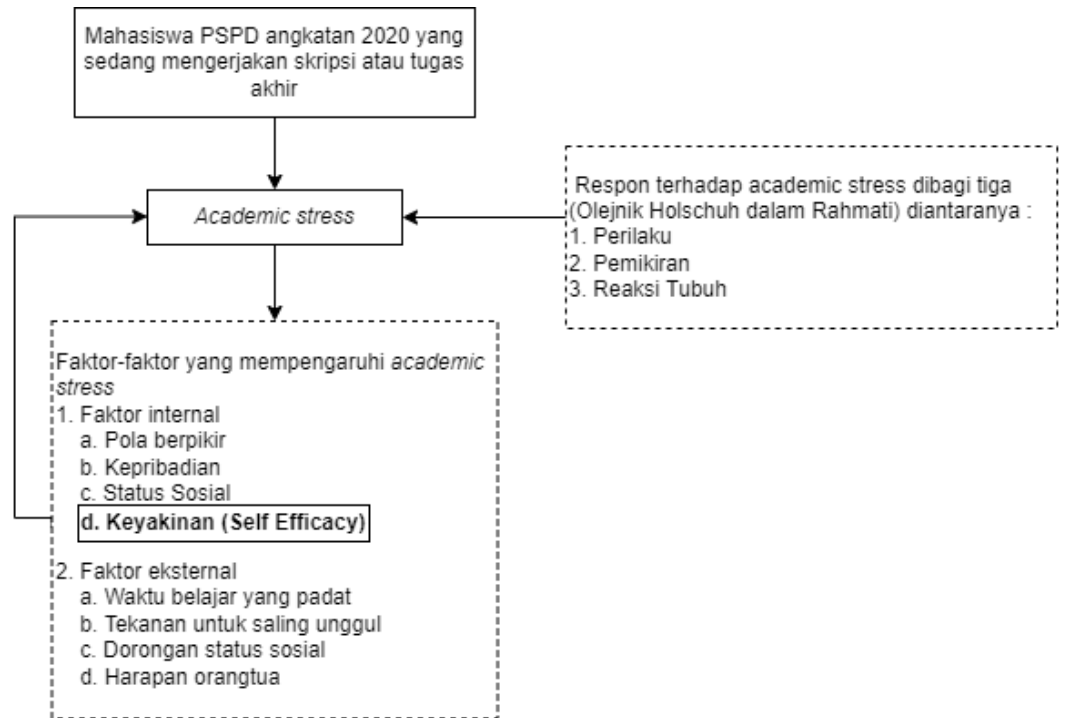 Mahasiswa PSPD angkatan 2020 yang
sedang mengerjakan skripsi atau tugas
akhir
Academic stress
Respon terhadap academic stress dibagi tiga
(Olejnik Holschuh dalam Rahmati) diantaranya :
1. Perilaku
2. Pemikiran
3. Reaksi Tubuh
Faktor-faktor yang mempengaruhi academic
stress
1. Faktor internal
a. Pola berpikir
b. Kepribadian
c. Status Sosial
d. Keyakinan (Self Efficacy)
2. Faktor eksternal
a. Waktu belajar yang padat
b. Tekanan untuk saling unggul
c. Dorongan status sosial
d. Harapan orangtua